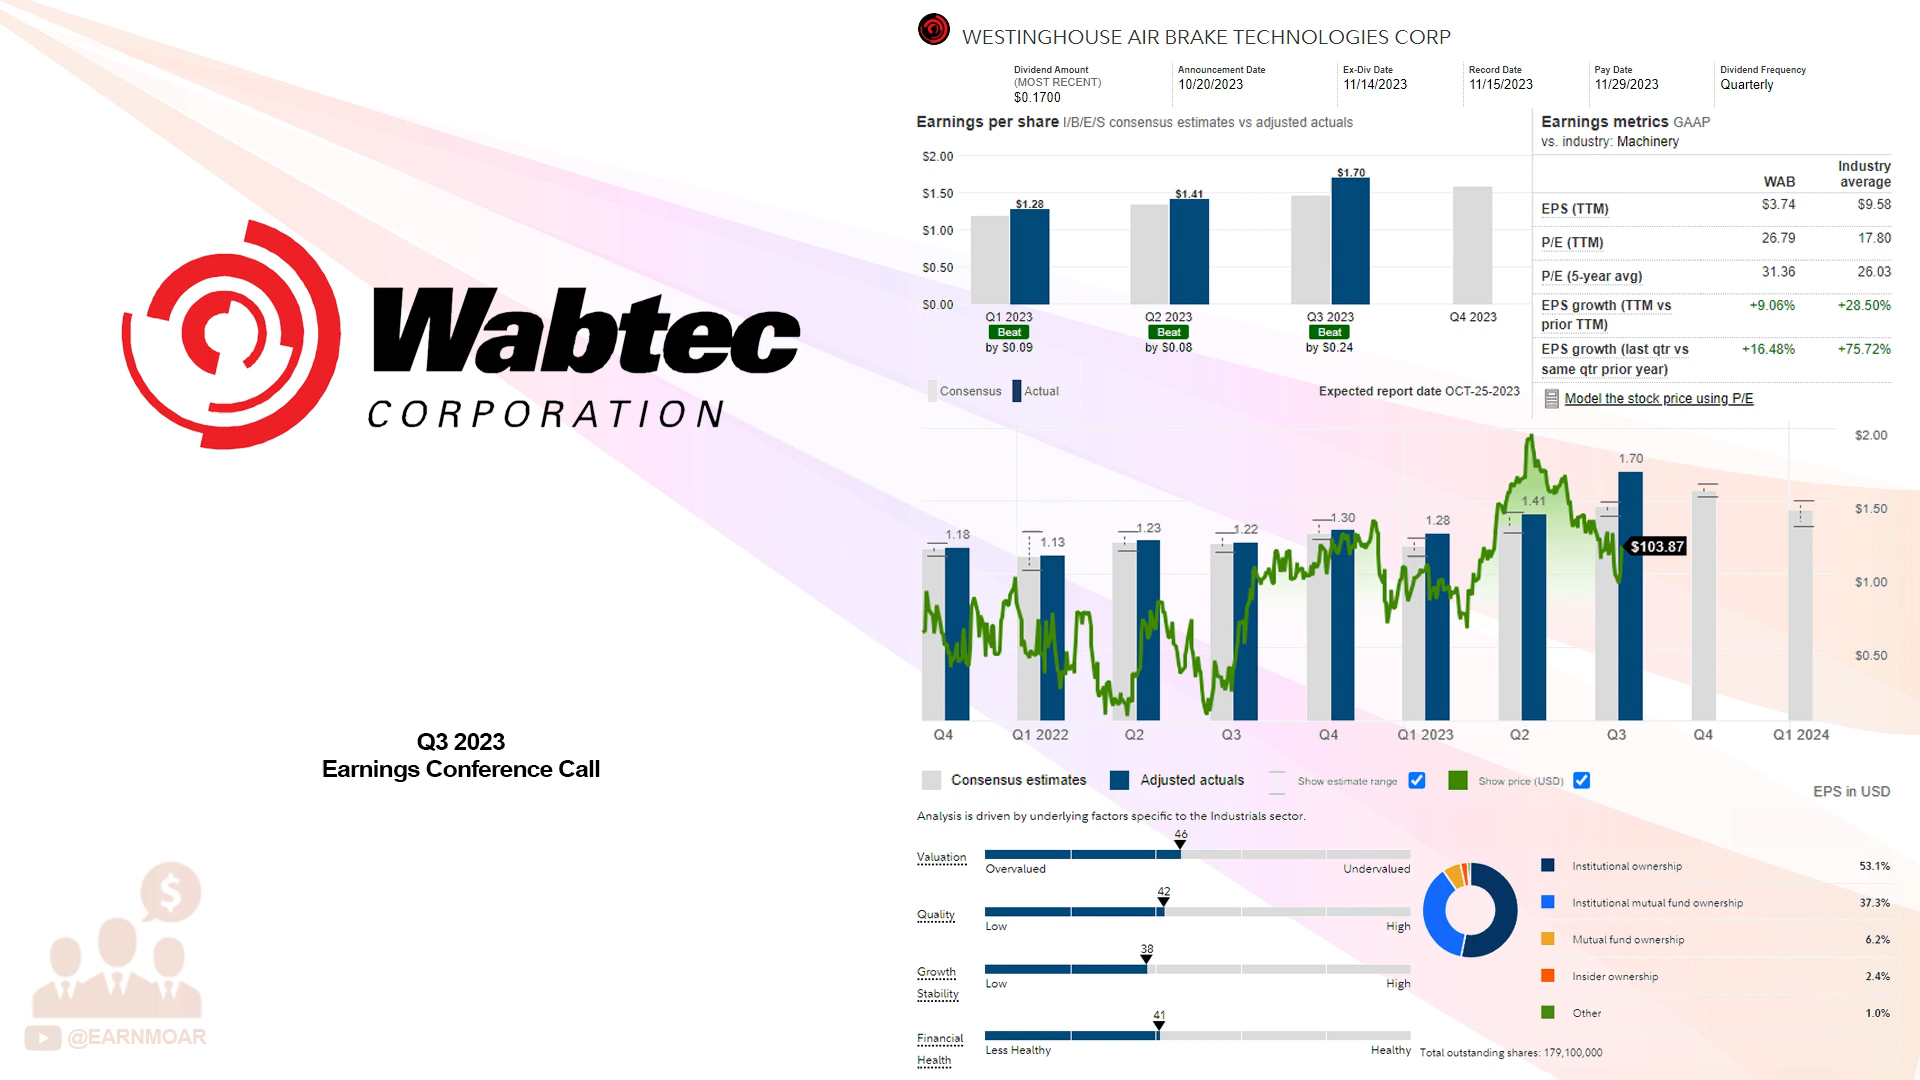 Wabtec
CORPORATION
Q3 2023
Earnings Conference Call
@EARNMOAR
WESTINGHOUSE AIR BRAKE TECHNOLOGIES CORP
Dividend Amount
(MOST RECENT)
$0.1700
Announcement Date
10/20/2023
Ex-Div Date
11/14/2023
Record Date
11/15/2023
Pay Date
11/29/2023
Dividend Frequency
Quarterly
Earnings per share I/B/E/S consensus estimates vs adjusted actuals
$2.00
$1.50
$1.00
$0.50
$0.00
$1.28
$1.41
$1.70
Q1 2023
Beat
by $0.09
Q2 2023
Beat
by $0.08
Q3 2023
Beat
by $0.24
Q4 2023
Consensus
Actual
Expected report date OCT-25-2023
Earnings metrics GAAP
vs. industry: Machinery
WAB
Industry
average
EPS (TTM) $3.74 $9.58
P/E (TTM) 26.79 17.80
P/E (5-year avg) 31.36 26.03
EPS growth (TTM vs
prior TTM) +9.06% +28.50%
EPS growth (last qtr vs
same qtr prior year) +16.48% +75.72%
Model the stock price using P/E
1.18
1.13
1.23
1.22
1.30
1.28
1.41
1.70
$103.87
$2.00
$1.50
$1.00
$0.50
Q4 Q1 2022 Q2 Q3 Q4 Q1 2023 Q2 Q3 Q4 Q1 2024
Consensus estimates
Adjusted actuals
Show estimate range
Show price (USD)
EPS in USD
Analysis is driven by underlying factors specific to the Industrials sector.
Valuation
46
Overvalued Undervalued
Quality
42
Low High
Growth
Stability
38
Low High
Financial
Health
41
Less Healthy Healthy
$
Institutional ownership 53.1%
Institutional mutual fund ownership 37.3%
Mutual fund ownership 6.2%
Insider ownership 2.4%
Other 1.0%
Total outstanding shares: 179,100,000